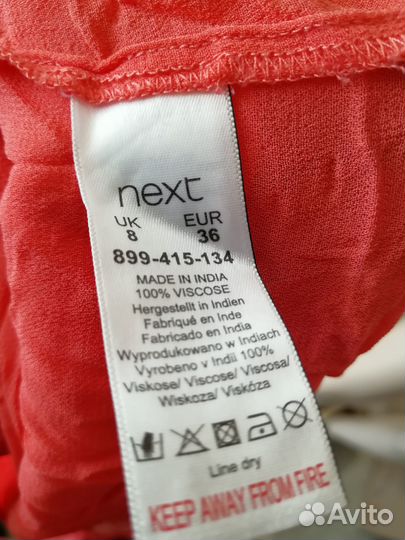 next
UK EUR
8 36
899-415-134
MADE IN INDIA
100% VISCOSE
Hergestellt in Indien
Fabriqué en Inde
Fabricado en India
Wyprodukowano w Indiach
Vyrobeno v Indii 100%
Viskose/ Viscose/ Viscosa/
Wiskoza/ Viskóza
Line dry
KEEP AWAY FROM FIRE
Avito